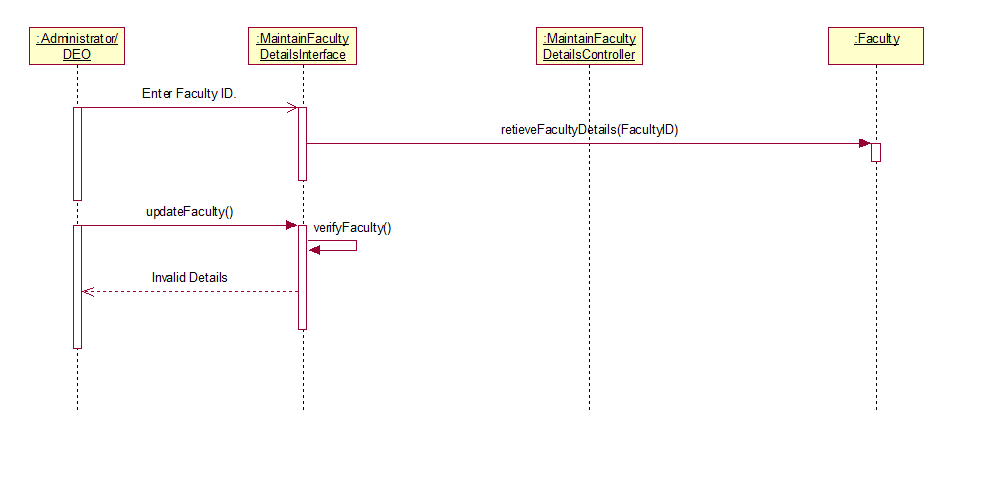 :Administrator/
DEO
:MaintainFaculty
DetailsInterface
:MaintainFaculty
DetailsController
:Faculty
Enter Faculty ID.
retieveFacultyDetails(FacultyID)
updateFaculty()
verifyFaculty()
Invalid Details